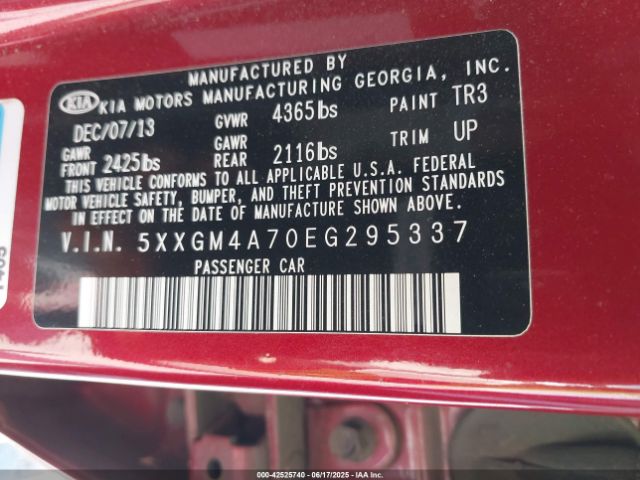 MANUFACTURED BY
KIA KIA MOTORS MANUFACTURING GEORGIA, INC.
DEC/07/13 GVWR 4365lbs PAINT TR3
GAWR FRONT 2425lbs GAWR REAR 2116lbs TRIM UP
THIS VEHICLE CONFORMS TO ALL APPLICABLE U.S.A. FEDERAL
MOTOR VEHICLE SAFETY, BUMPER, AND THEFT PREVENTION STANDARDS
IN EFFECT ON THE DATE OF MANUFACTURE SHOWN ABOVE.
V.I.N. 5XXGM4A70EG295337
PASSENGER CAR
000-42525740 - 06/17/2025 - IAA Inc.